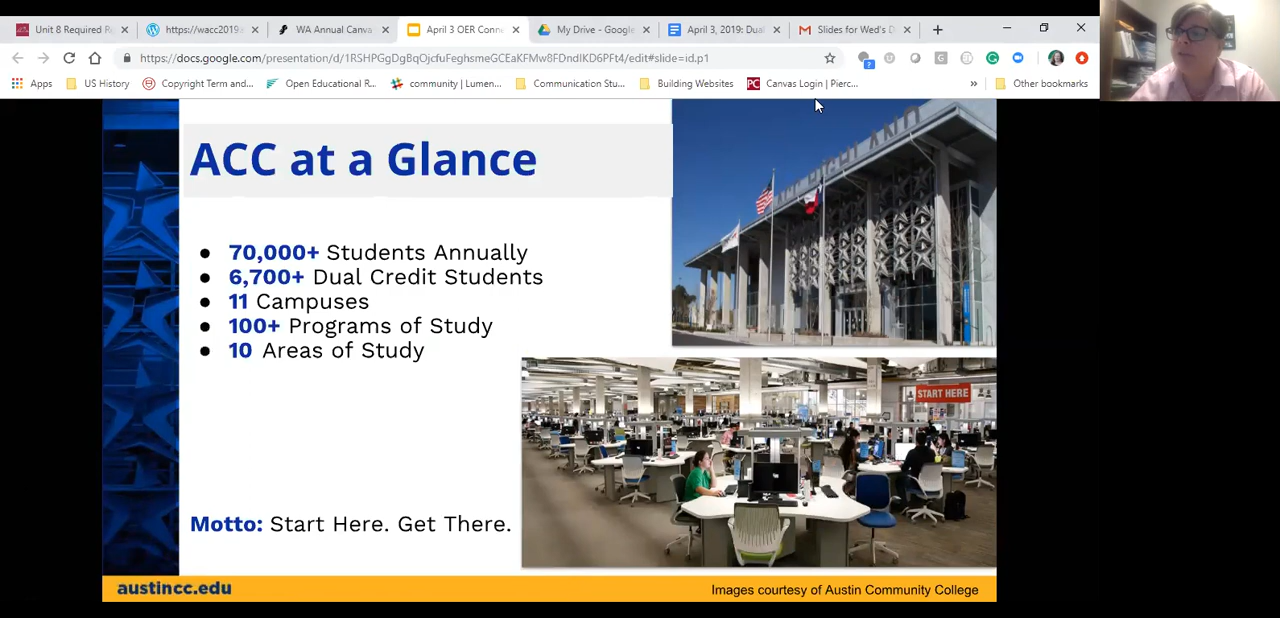 Unit 8 Required R
https://wacc2019
WA Annual Canva
April 3 OER Conn
My Drive - Google
April 3, 2019: Dual
Slides for Wed's D
https://docs.google.com/presentation/d/1RSHPGgDg8qOjcfuFeghsmeGCEaKFMw8FDndIKD6PFt4/edit#slide=id.p1
Apps
US History
Copyright Term and...
Open Educational R...
community | Lumen...
Communication Stu...
Building Websites
PC Canvas Login | Pierc...
»
Other bookmarks
ACC at a Glance
● 70,000+ Students Annually
● 6,700+ Dual Credit Students
● 11 Campuses
● 100+ Programs of Study
● 10 Areas of Study
START HERE
Motto: Start Here. Get There.
austincc.edu
Images courtesy of Austin Community College